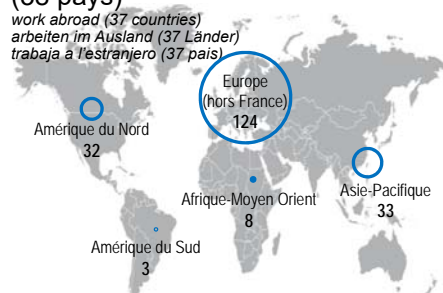 work abroad (37 countries)
arbeiten im Ausland (37 Länder)
trabaja a l'estranjero (37 pais)
Europe
(hors France)
124
Amérique du Nord
32
Asie-Pacifique
33
Afrique-Moyen Orient
8
Amérique du Sud
3